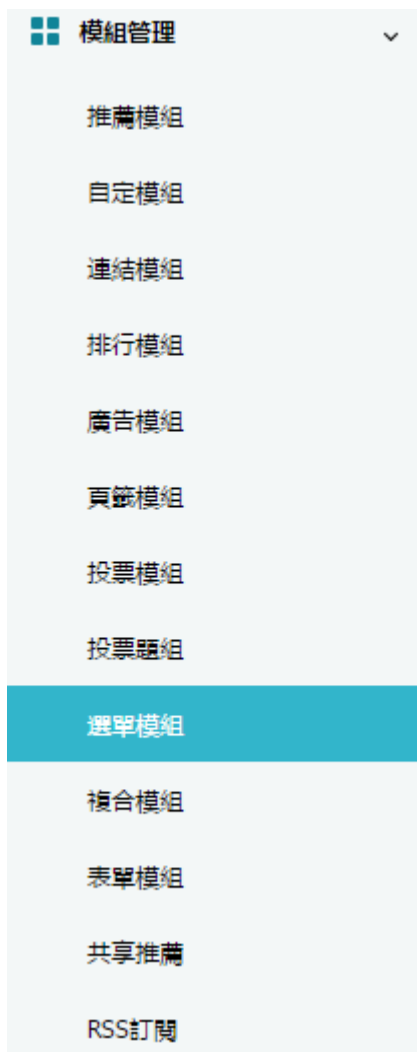 模組管理
推薦模組
自定模組
連結模組
排行模組
廣告模組
頁籤模組
投票模組
投票題組
選單模組
複合模組
表單模組
共享推薦
RSS訂閱